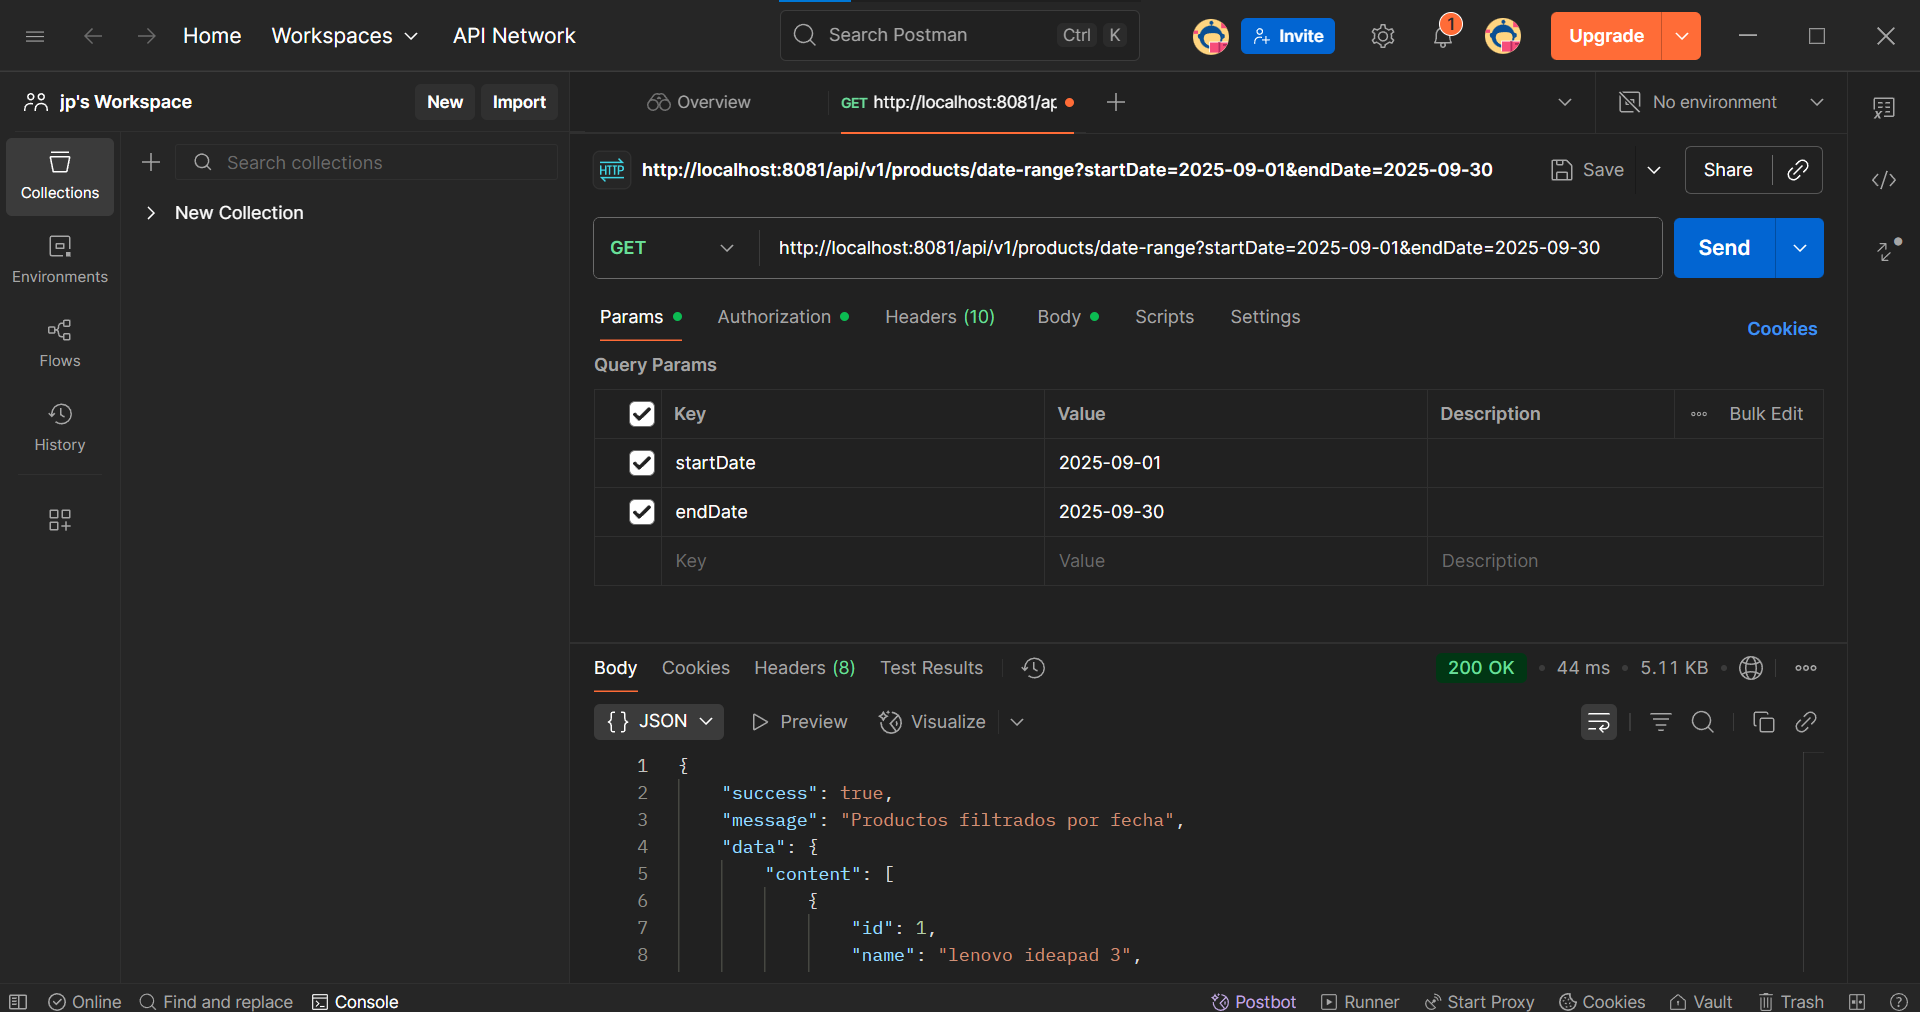 Home Workspaces API Network Search Postman Ctrl K Invite 1 Upgrade
jp's Workspace New Import Overview GET http://localhost:8081/ap No environment
Collections
Search collections
New Collection
Environments
Flows
History
HTTP http://localhost:8081/api/v1/products/date-range?startDate=2025-09-01&endDate=2025-09-30 Save Share
GET http://localhost:8081/api/v1/products/date-range?startDate=2025-09-01&endDate=2025-09-30 Send
Params Authorization Headers (10) Body Scripts Settings Cookies
Query Params
Key Value Description Bulk Edit
startDate 2025-09-01
endDate 2025-09-30
Key Value Description
Body Cookies Headers (8) Test Results 200 OK 44 ms 5.11 KB
{ } JSON Preview Visualize
1 {
2 "success": true,
3 "message": "Productos filtrados por fecha",
4 "data": {
5 "content": [
6 {
7 "id": 1,
8 "name": "lenovo ideapad 3",
Online Find and replace Console Postbot Runner Start Proxy Cookies Vault Trash